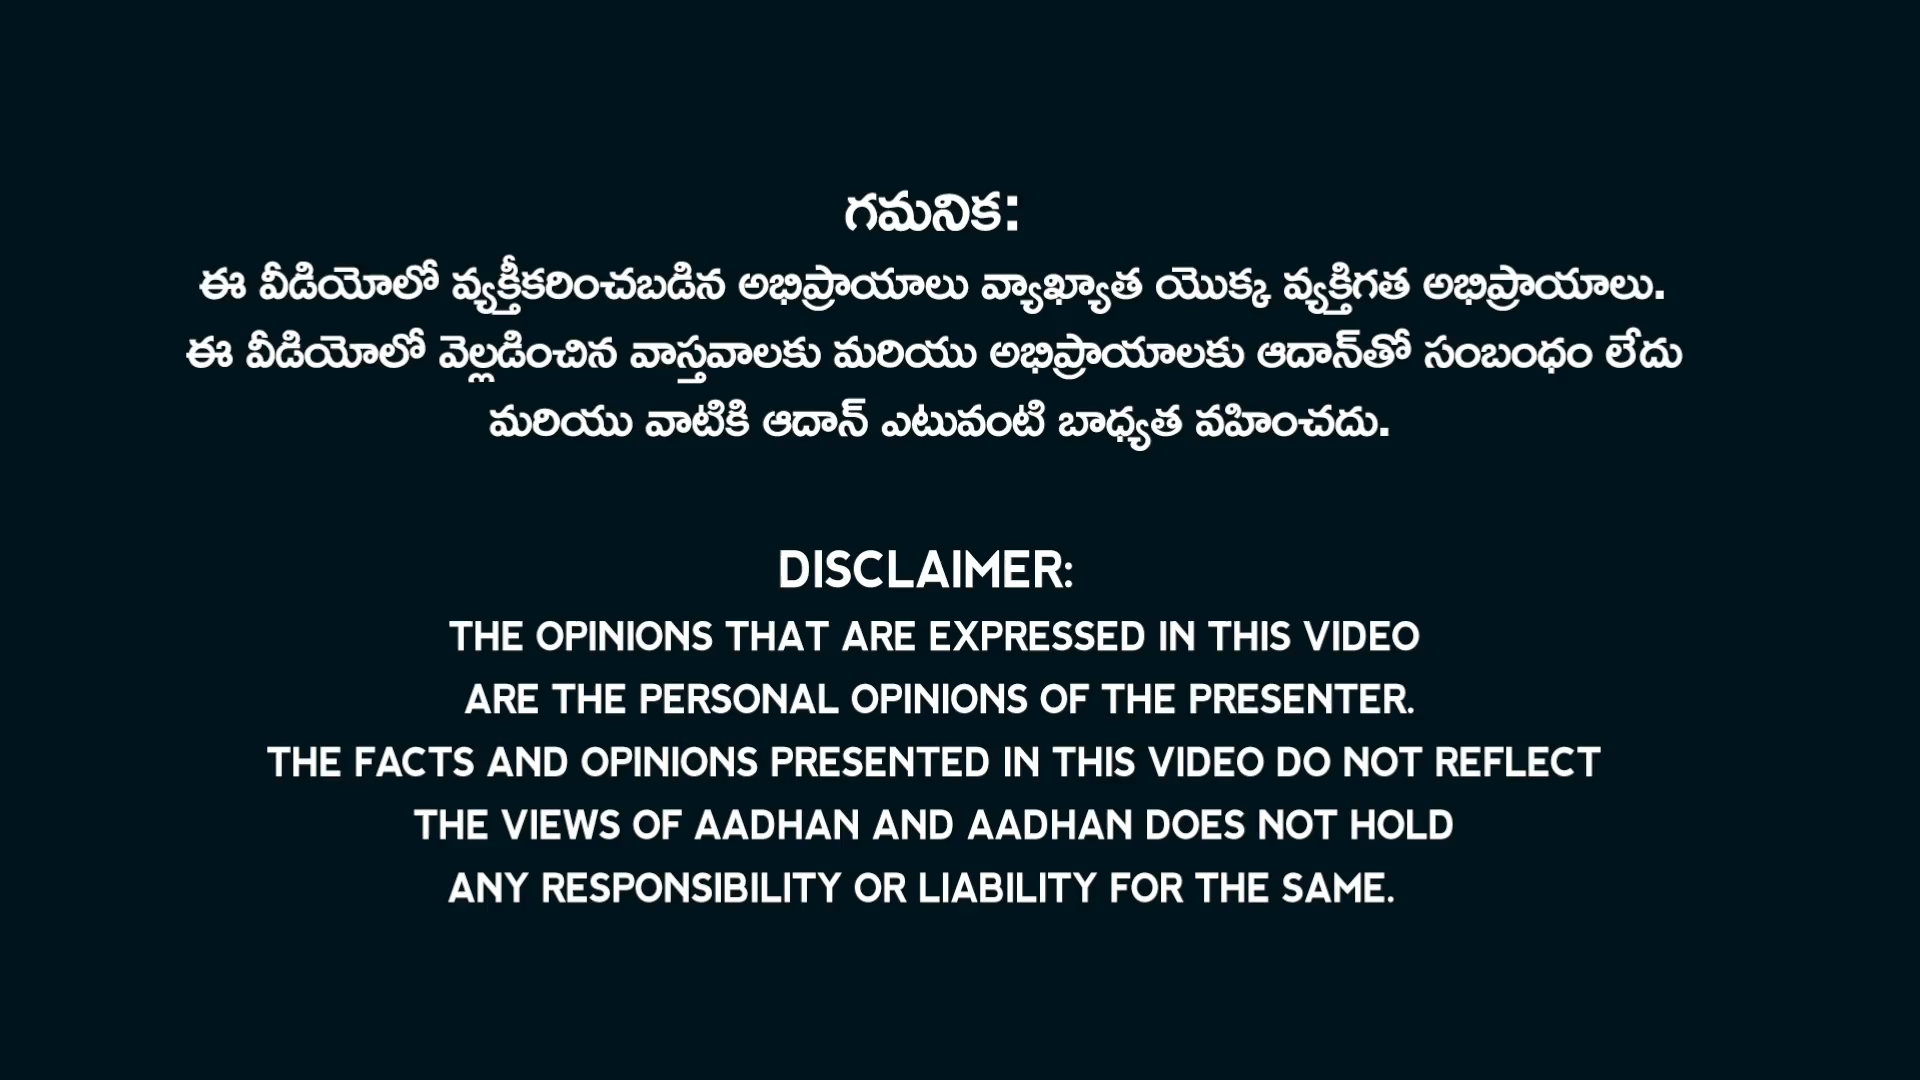 గమనిక:
ఈ వీడియోలో వ్యక్తీకరించబడిన అభిప్రాయాలు వ్యాఖ్యాత యొక్క వ్యక్తిగత అభిప్రాయాలు.
ఈ వీడియోలో వెల్లడించిన వాస్తవాలకు మరియు అభిప్రాయాలకు ఆదాన్‌తో సంబంధం లేదు
మరియు వాటికి ఆదాన్ ఎటువంటి బాధ్యత వహించదు.
DISCLAIMER:
THE OPINIONS THAT ARE EXPRESSED IN THIS VIDEO
ARE THE PERSONAL OPINIONS OF THE PRESENTER.
THE FACTS AND OPINIONS PRESENTED IN THIS VIDEO DO NOT REFLECT
THE VIEWS OF AADHAN AND AADHAN DOES NOT HOLD
ANY RESPONSIBILITY OR LIABILITY FOR THE SAME.